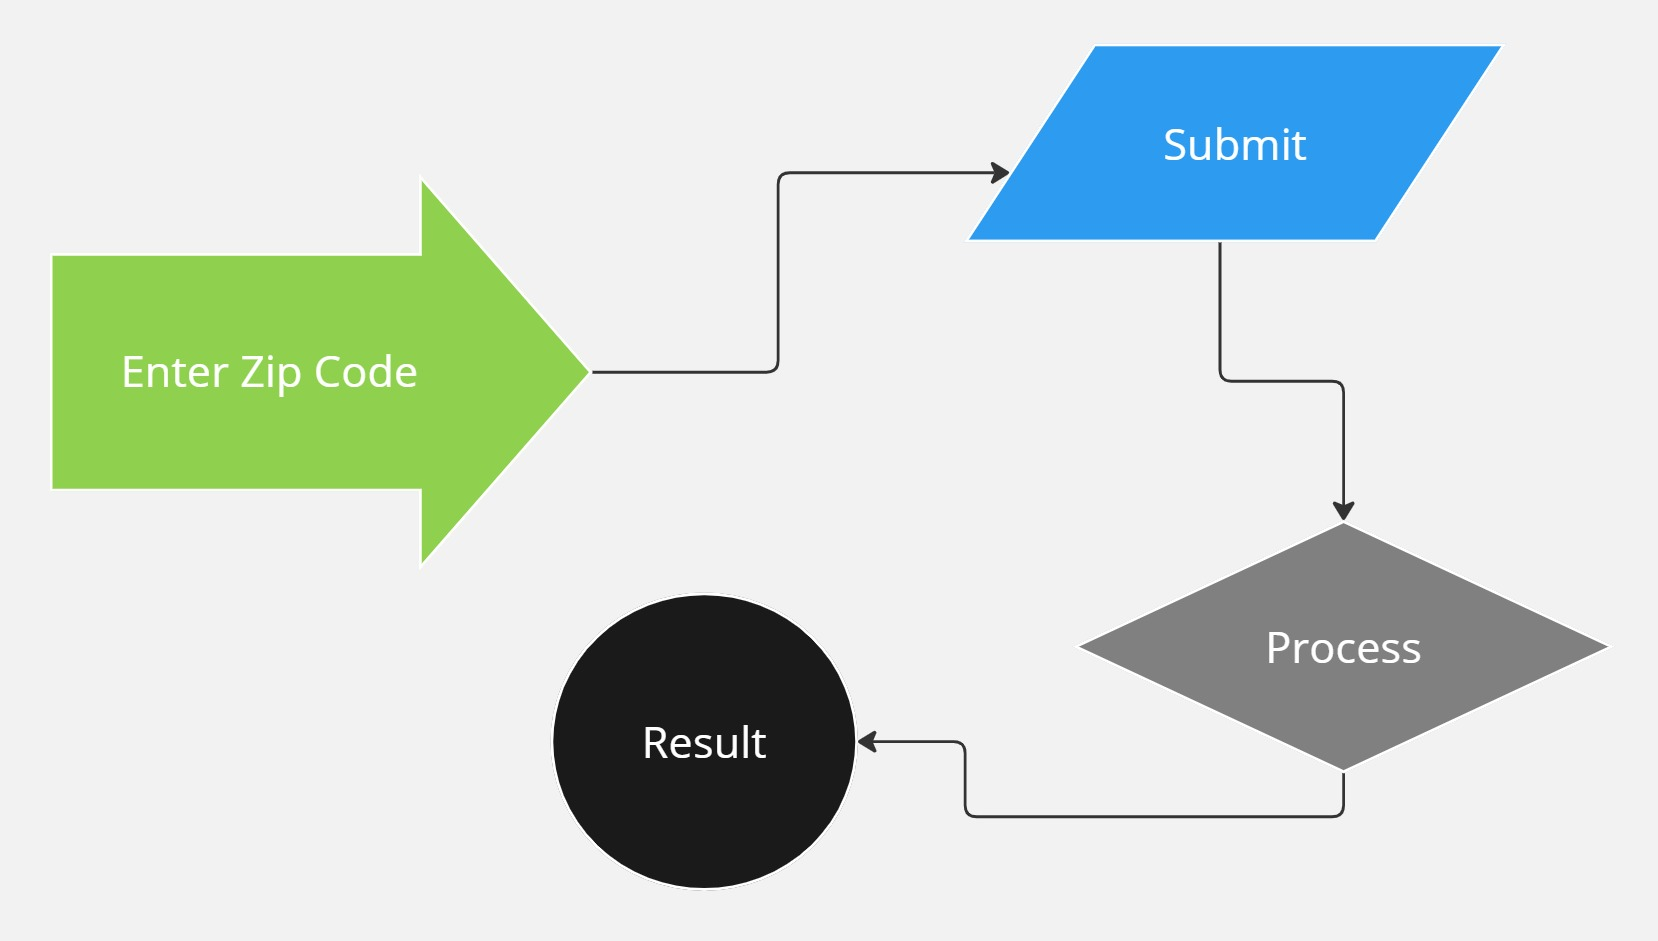 Enter Zip Code
Submit
Process
Result